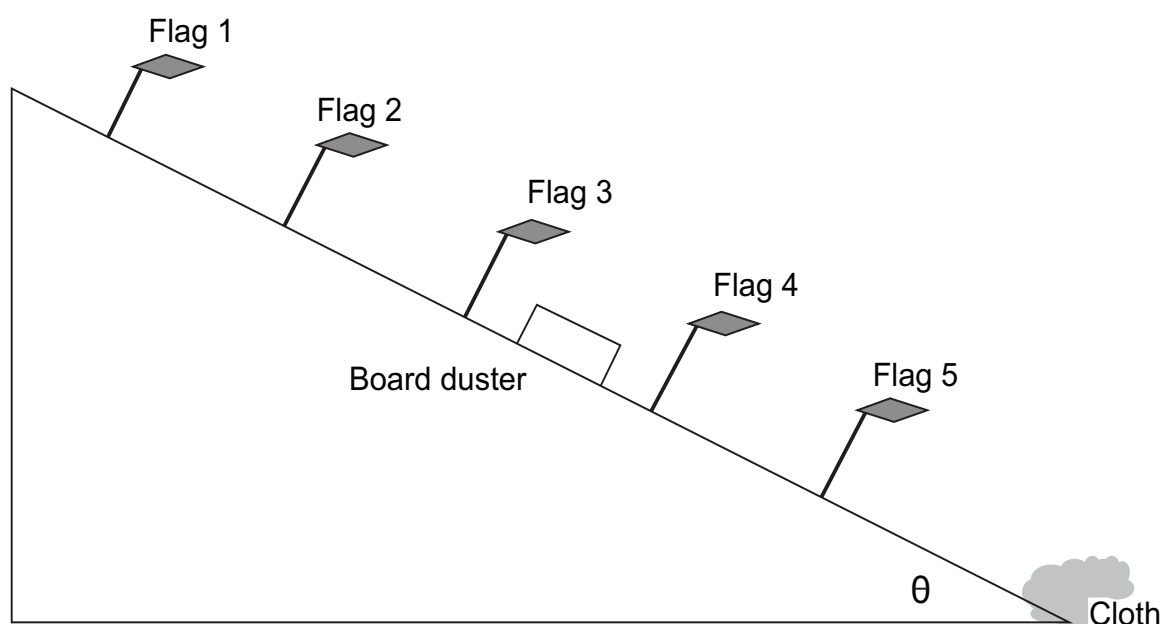 Flag 1
Flag 2
Flag 3
Flag 4
Board duster
Flag 5
θ
Cloth